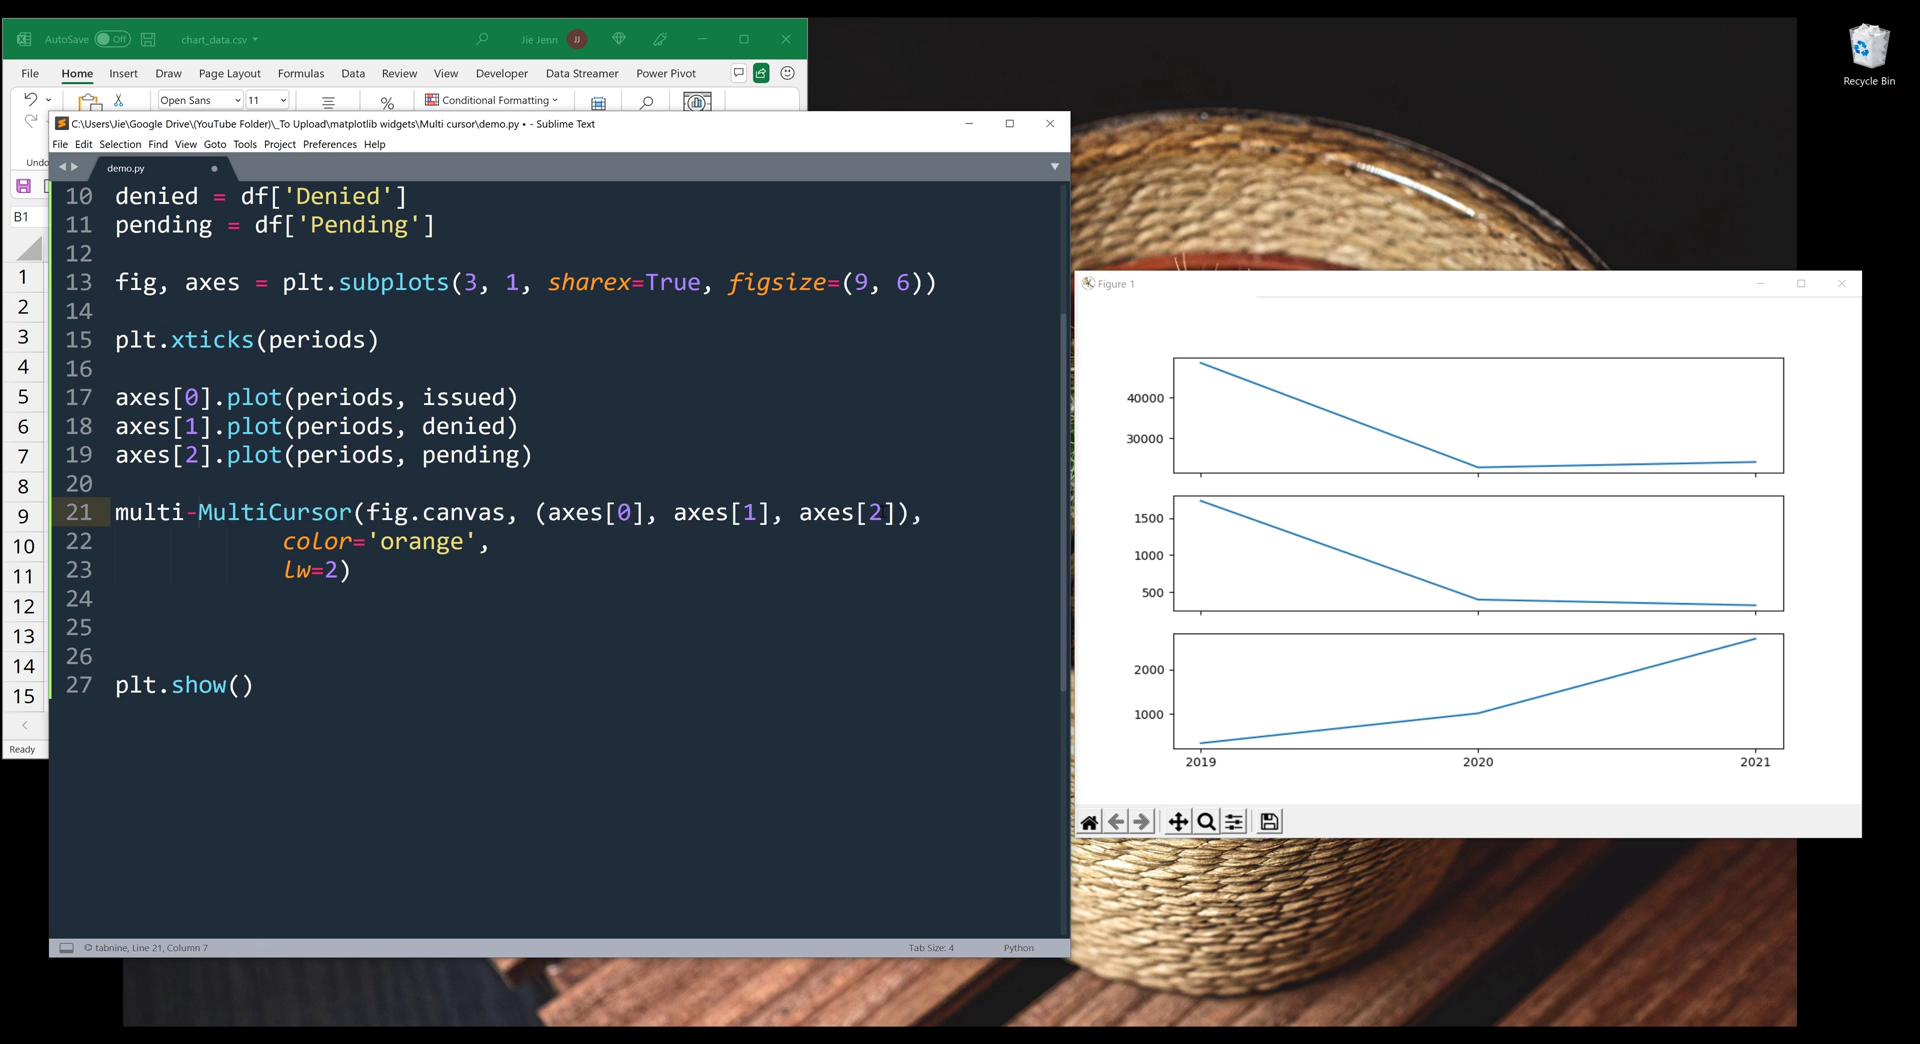 AutoSave Off chart_data.csv Jie Jenn JJ
File Home Insert Draw Page Layout Formulas Data Review View Developer Data Streamer Power Pivot
Open Sans 11 % Conditional Formatting
Undo
B1
1
2
3
4
5
6
7
8
9
10
11
12
13
14
15
Ready
C:\Users\Jie\Google Drive\(YouTube Folder)\_To Upload\matplotlib widgets\Multi cursor\demo.py • - Sublime Text
File Edit Selection Find View Goto Tools Project Preferences Help
demo.py
10 denied = df['Denied']
11 pending = df['Pending']
12
13 fig, axes = plt.subplots(3, 1, sharex=True, figsize=(9, 6))
14
15 plt.xticks(periods)
16
17 axes[0].plot(periods, issued)
18 axes[1].plot(periods, denied)
19 axes[2].plot(periods, pending)
20
21 multi-MultiCursor(fig.canvas, (axes[0], axes[1], axes[2]),
22 color='orange',
23 lw=2)
24
25
26
27 plt.show()
tabnine, Line 21, Column 7 Tab Size: 4 Python
Figure 1
40000
30000
1500
1000
500
2000
1000
2019 2020 2021
Recycle Bin